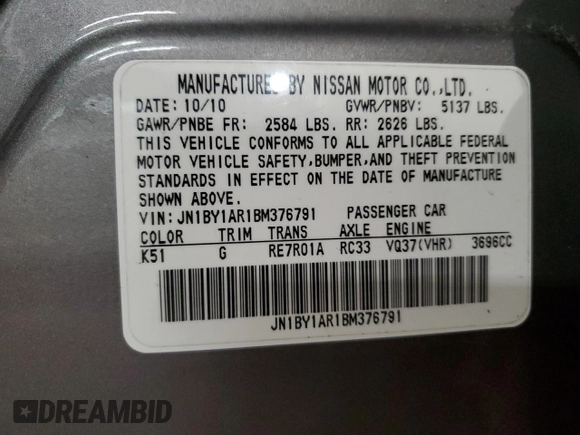 MANUFACTURED BY NISSAN MOTOR CO.,LTD.
DATE: 10/10 GVWR/PNBV: 5137 LBS.
GAWR/PNBE FR: 2584 LBS. RR: 2626 LBS.
THIS VEHICLE CONFORMS TO ALL APPLICABLE FEDERAL
MOTOR VEHICLE SAFETY,BUMPER,AND THEFT PREVENTION
STANDARDS IN EFFECT ON THE DATE OF MANUFACTURE
SHOWN ABOVE.
VIN: JN1BY1AR1BM376791 PASSENGER CAR
COLOR TRIM TRANS AXLE ENGINE
K51 G RE7R01A RC33 VQ37(VHR) 3696CC
JN1BY1AR1BM376791
DREAMBID